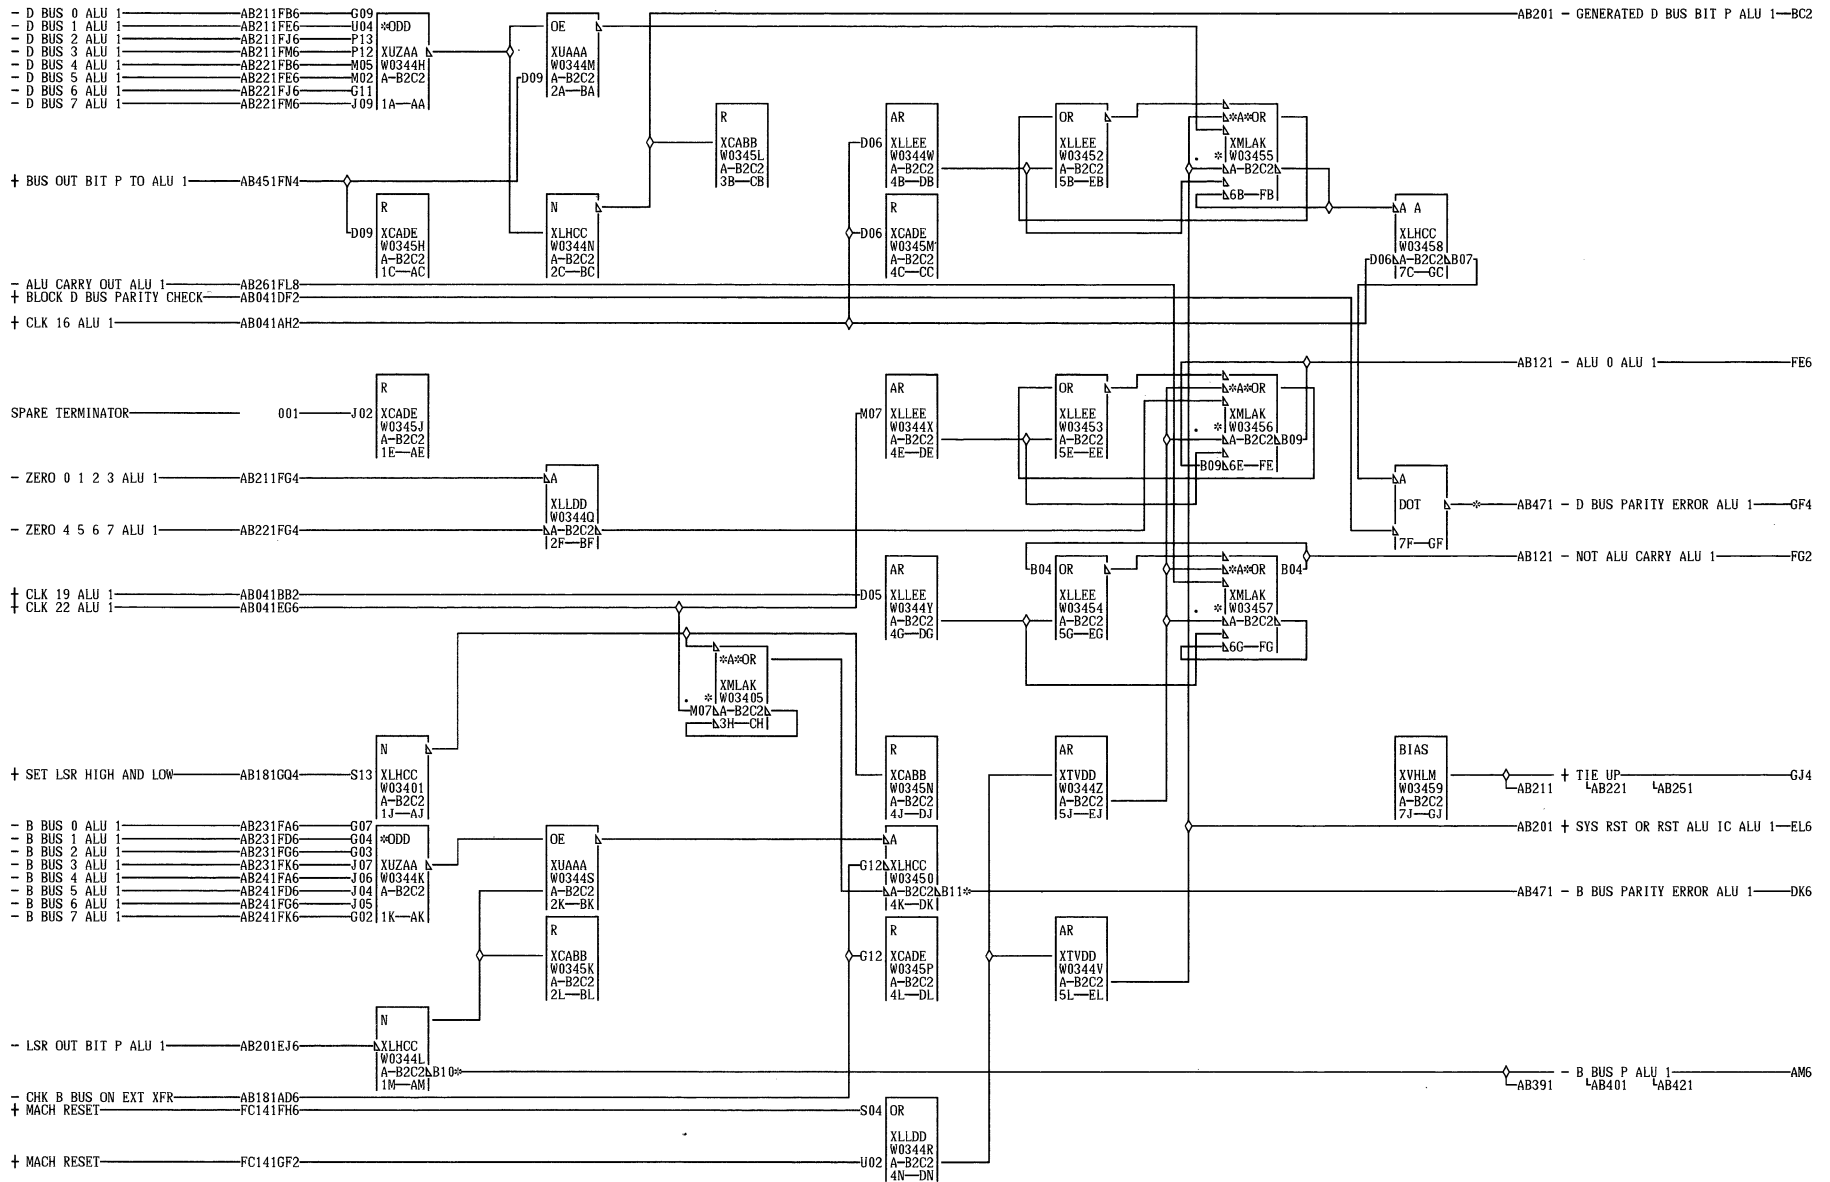 - D BUS 0 ALU 1 AB211FB6 G09
- D BUS 1 ALU 1 AB211FE6 U04
- D BUS 2 ALU 1 AB211FJ6 P13
- D BUS 3 ALU 1 AB211FM6 P12
- D BUS 4 ALU 1 AB221FB6 M05
- D BUS 5 ALU 1 AB221FE6 M02
- D BUS 6 ALU 1 AB221FJ6 G11
- D BUS 7 ALU 1 AB221FM6 J09
*ODD
XUZAA
W0344H
A-B2C2
1A AA
OE
XUAAA
W0344M
D09 A-B2C2
2A BA
AB201 - GENERATED D BUS BIT P ALU 1 BC2
R
XCABB
W0345L
A-B2C2
3B CB
AR
D06 XLLEE
W0344W
A-B2C2
4B DB
OR
XLLEE
W03452
A-B2C2
5B EB
*A*OR
XMLAK
* W03455
A-B2C2
6B FB
+ BUS OUT BIT P TO ALU 1 AB451FN4
R
D09 XCADE
W0345H
A-B2C2
1C AC
N
XLHCC
W0344N
A-B2C2
2C BC
R
D06 XCADE
W0345M
A-B2C2
4C CC
A A
XLHCC
W03458
D06 A-B2C2 B07
7C GC
- ALU CARRY OUT ALU 1 AB261FL8
+ BLOCK D BUS PARITY CHECK AB041DF2
+ CLK 16 ALU 1 AB041AH2
AB121 - ALU 0 ALU 1 FE6
SPARE TERMINATOR 001 J02
R
XCADE
W0345J
A-B2C2
1E AE
AR
M07 XLLEE
W0344X
A-B2C2
4E DE
OR
XLLEE
W03453
A-B2C2
5E EE
*A*OR
XMLAK
* W03456
A-B2C2 B09
B09 6E FE
- ZERO 0 1 2 3 ALU 1 AB211FG4
- ZERO 4 5 6 7 ALU 1 AB221FG4
A
XLLDD
W0344Q
A-B2C2
2F BF
A
DOT
7F GF
* AB471 - D BUS PARITY ERROR ALU 1 GF4
AB121 - NOT ALU CARRY ALU 1 FG2
+ CLK 19 ALU 1 AB041BB2
+ CLK 22 ALU 1 AB041EG6
AR
D05 XLLEE
W0344Y
A-B2C2
4G DG
B04 OR
XLLEE
W03454
A-B2C2
5G EG
*A*OR B04
XMLAK
* W03457
A-B2C2
6G FG
*A*OR
XMLAK
* W03405
M07 A-B2C2
3H CH
+ SET LSR HIGH AND LOW AB181GQ4 S13
N
XLHCC
W03401
A-B2C2
1J AJ
R
XCABB
W0345N
A-B2C2
4J DJ
AR
XTVDD
W0344Z
A-B2C2
5J EJ
BIAS
XVHLM
W03459
A-B2C2
7J GJ
+ TIE UP GJ4
AB211 AB221 AB251
- B BUS 0 ALU 1 AB231FA6 G07
- B BUS 1 ALU 1 AB231FD6 G04
- B BUS 2 ALU 1 AB231FG6 G03
- B BUS 3 ALU 1 AB231FK6 J07
- B BUS 4 ALU 1 AB241FA6 J06
- B BUS 5 ALU 1 AB241FD6 J04
- B BUS 6 ALU 1 AB241FG6 J05
- B BUS 7 ALU 1 AB241FK6 G02
*ODD
XUZAA
W0344K
A-B2C2
1K AK
OE
XUAAA
W0344S
A-B2C2
2K BK
A
G12 XLHCC
W03450
A-B2C2 B11*
4K DK
AB201 + SYS RST OR RST ALU IC ALU 1 EL6
AB471 - B BUS PARITY ERROR ALU 1 DK6
R
XCABB
W0345K
A-B2C2
2L BL
R
G12 XCADE
W0345P
A-B2C2
4L DL
AR
XTVDD
W0344V
A-B2C2
5L EL
- LSR OUT BIT P ALU 1 AB201EJ6
N
XLHCC
W0344L
A-B2C2 B10*
1M AM
- B BUS P ALU 1 AM6
AB391 AB401 AB421
- CHK B BUS ON EXT XFR AB181AD6
+ MACH RESET FC141FH6 S04
+ MACH RESET FC141GF2 U02
OR
XLLDD
W0344R
A-B2C2
4N DN